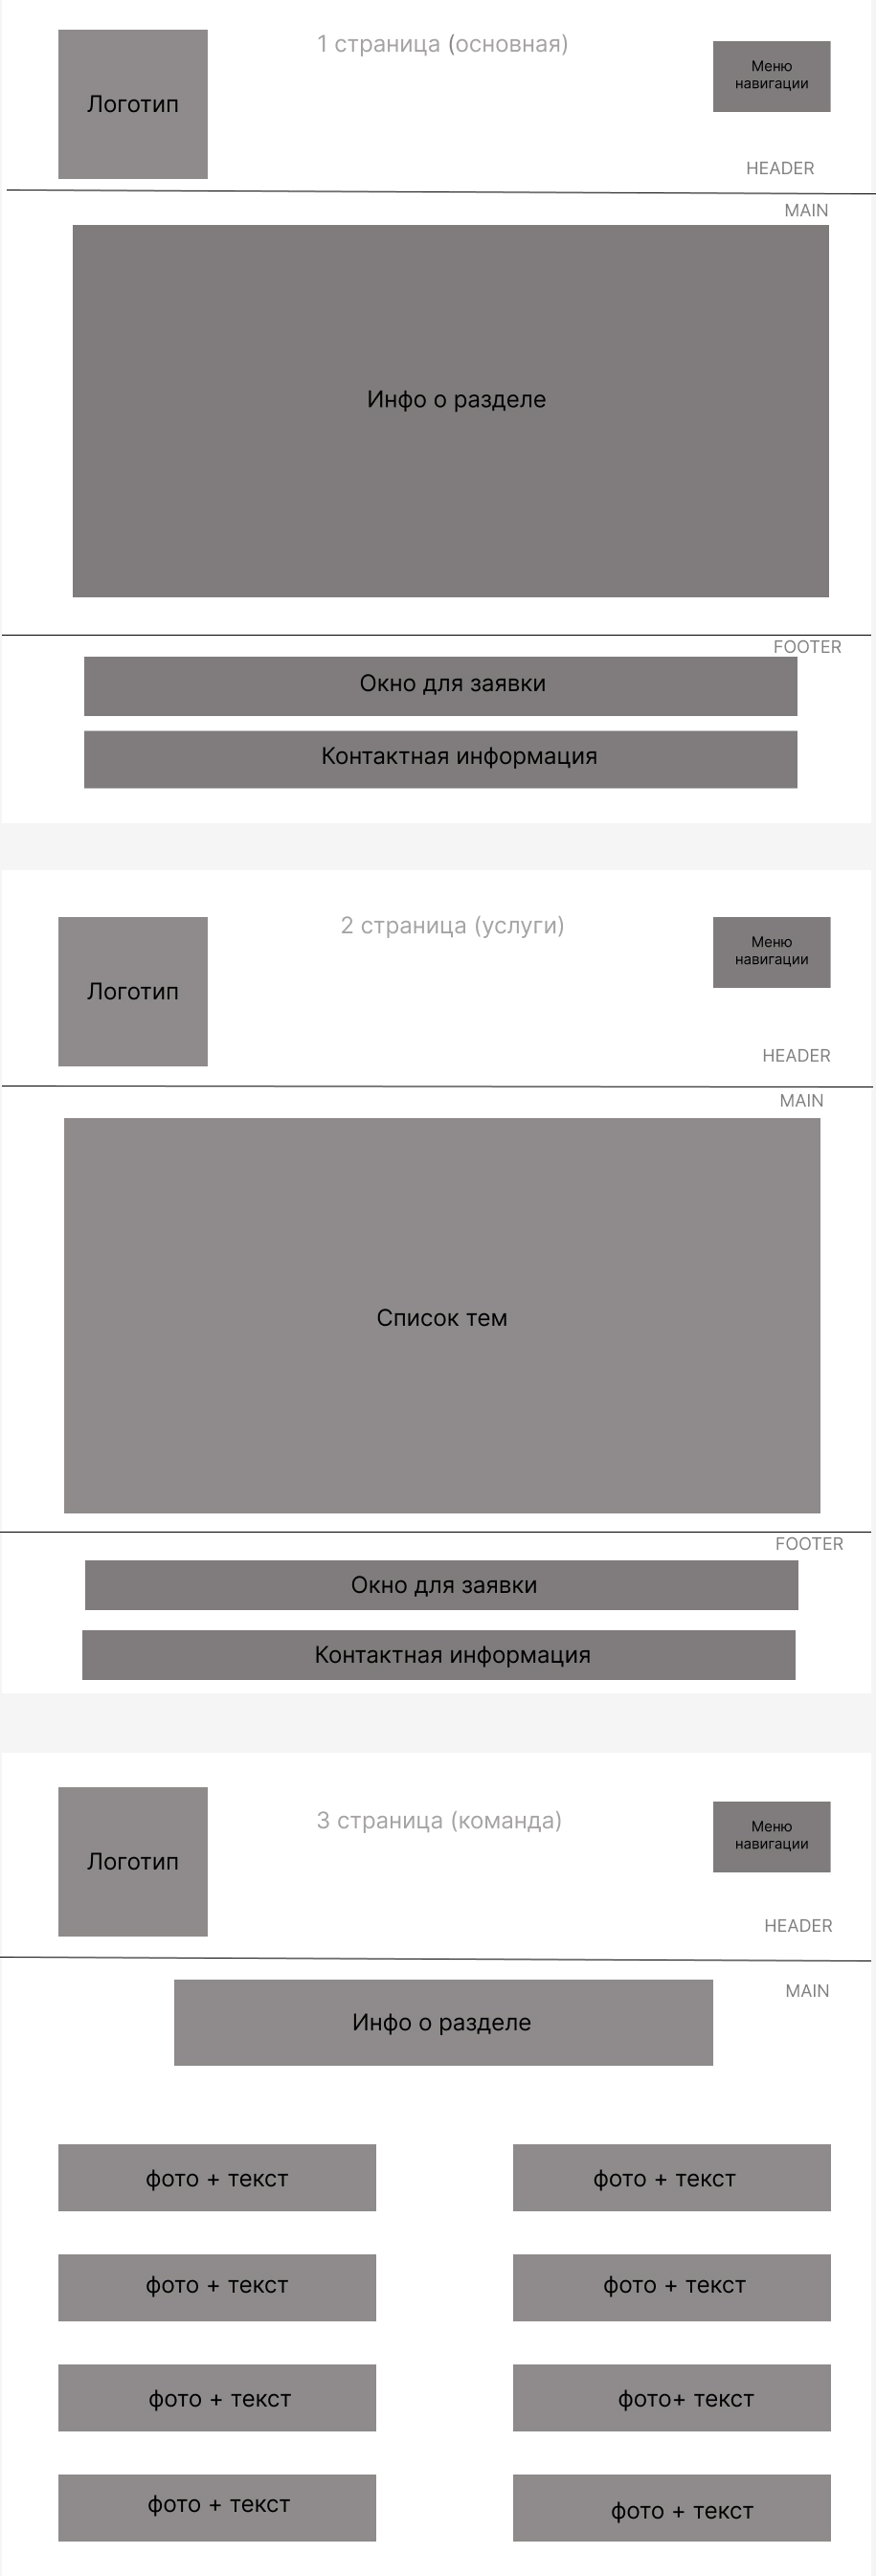 1 страница (основная)
Логотип
Меню
навигации
HEADER
MAIN
Инфо о разделе
FOOTER
Окно для заявки
Контактная информация
2 страница (услуги)
Логотип
Меню
навигации
HEADER
MAIN
Список тем
FOOTER
Окно для заявки
Контактная информация
3 страница (команда)
Логотип
Меню
навигации
HEADER
MAIN
Инфо о разделе
фото + текст
фото + текст
фото + текст
фото + текст
фото + текст
фото+ текст
фото + текст
фото + текст